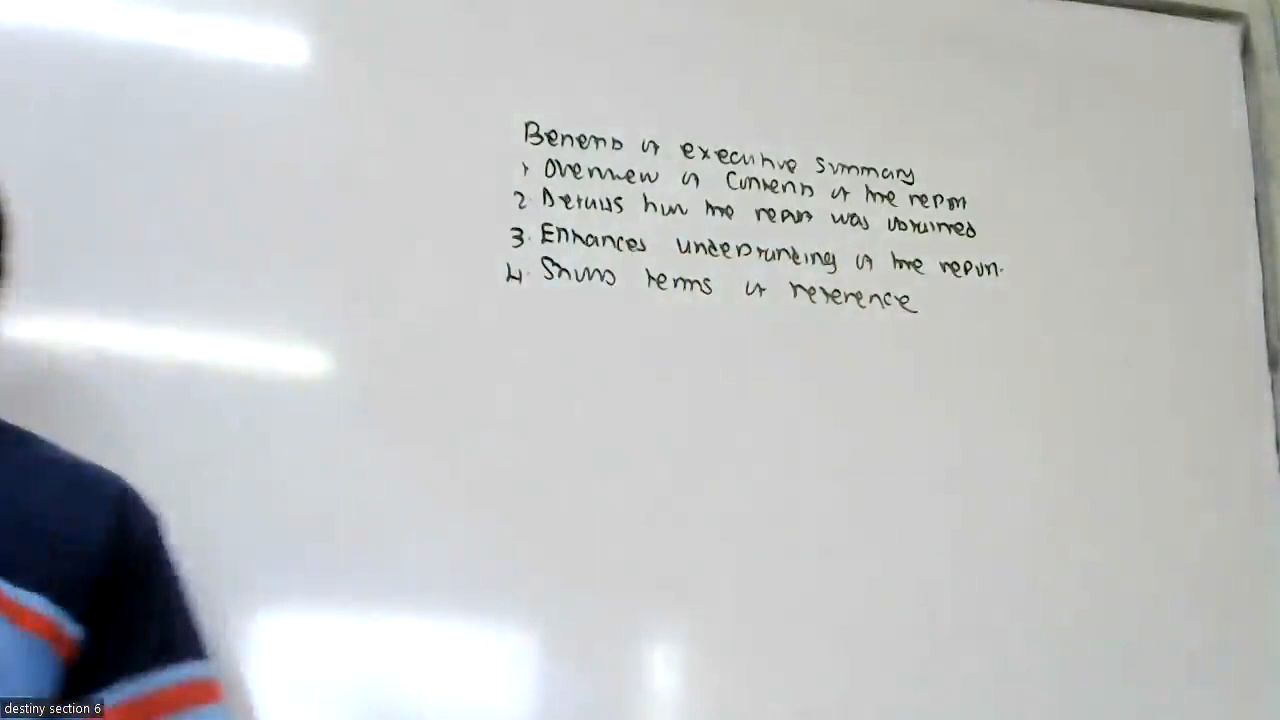 Benefits of executive summary
1 Overview of Contents of the report
2 Details how the report was obtained
3. Enhances understanding of the report.
4. Shows terms of reference
destiny section 6